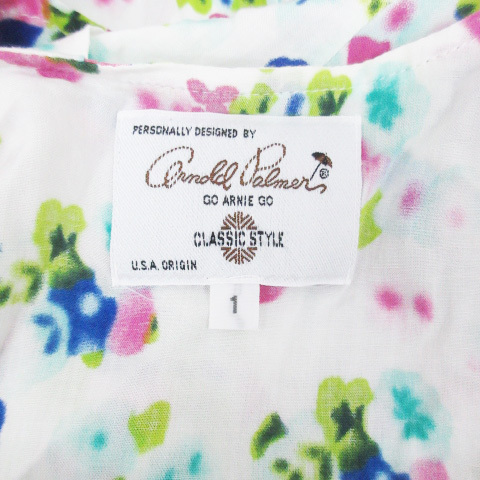 PERSONALLY DESIGNED BY
Arnold Palmer ®
GO ARNIE GO
CLASSIC STYLE
U.S.A. ORIGIN
1